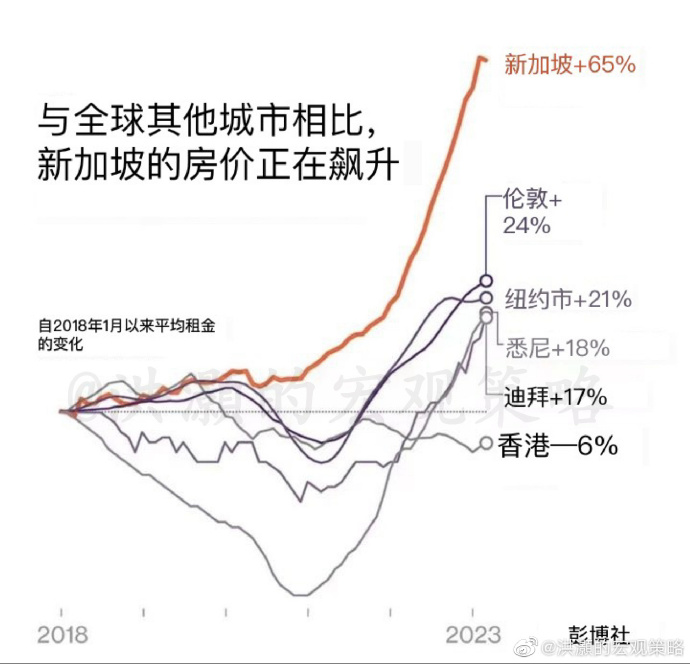 新加坡+65%
与全球其他城市相比，
新加坡的房价正在飙升
伦敦+
24%
纽约市+21%
自2018年1月以来平均租金
的变化
悉尼+18%
迪拜+17%
@洪灏的宏观策略
香港—6%
2018
2023
彭博社
@洪灏的宏观策略